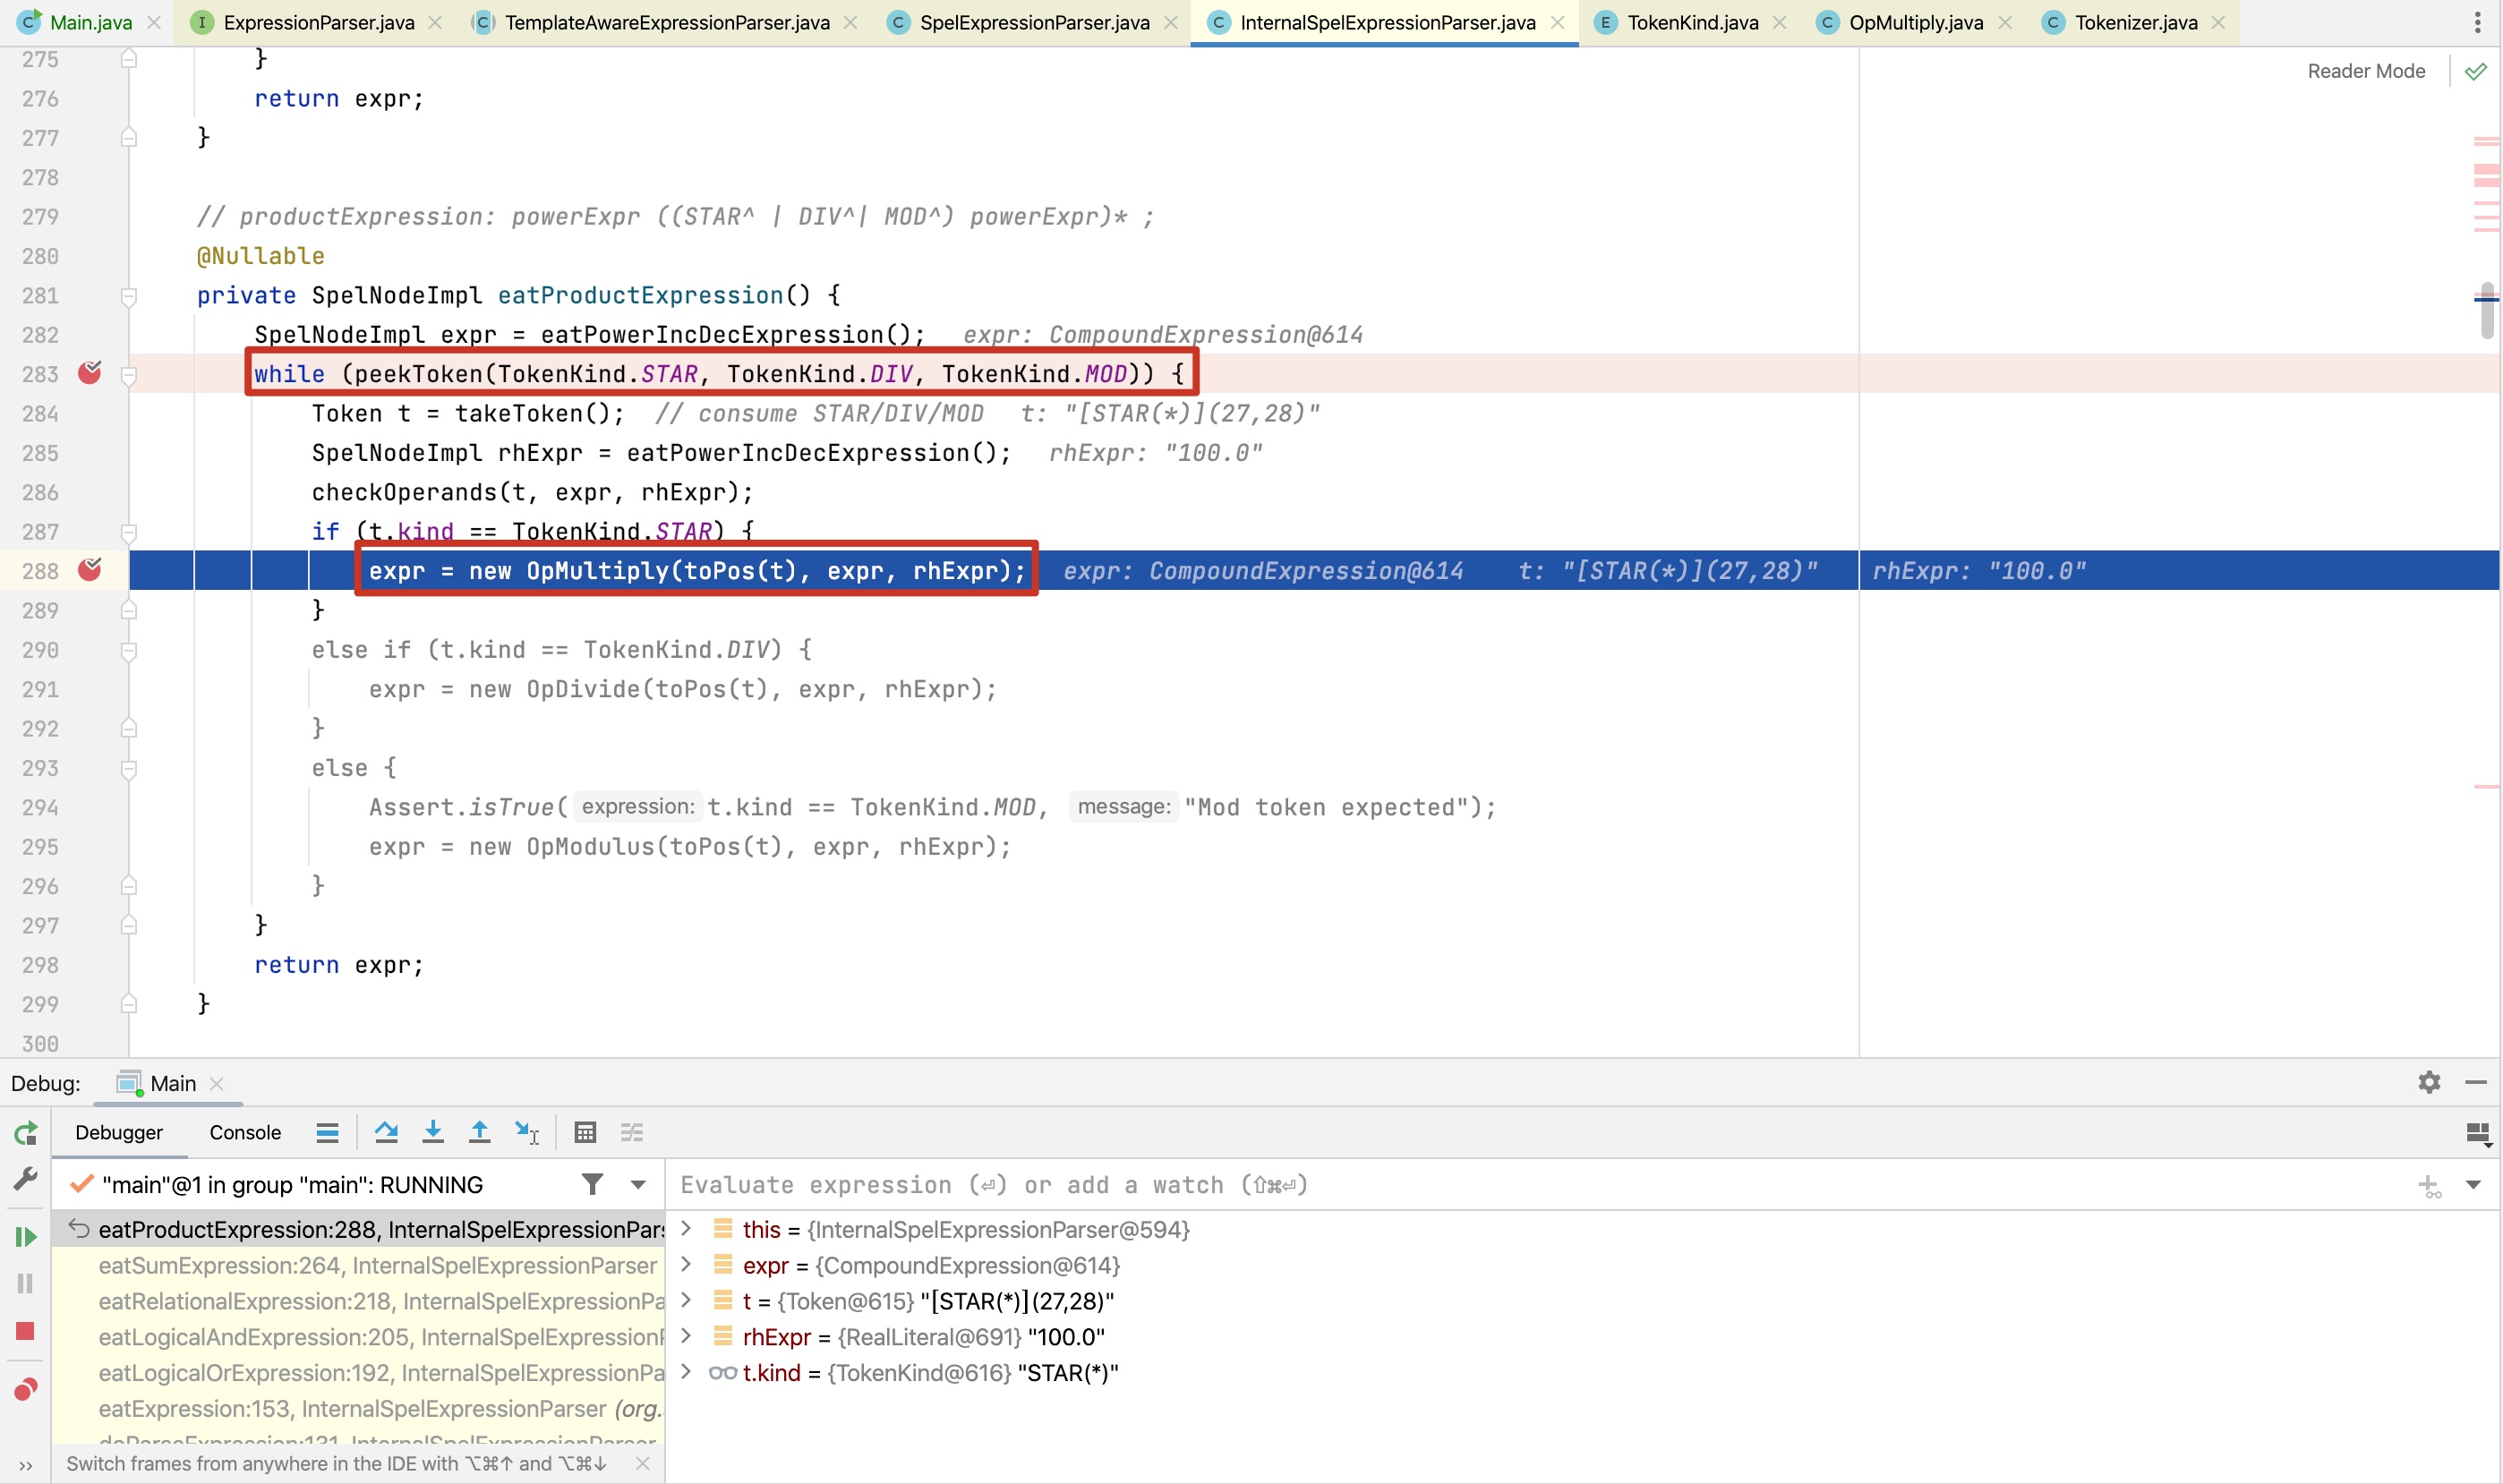 Main.java ExpressionParser.java TemplateAwareExpressionParser.java SpelExpressionParser.java InternalSpelExpressionParser.java TokenKind.java OpMultiply.java Tokenizer.java
Reader Mode
275 }
276 return expr;
277 }
278
279 // productExpression: powerExpr ((STAR^ | DIV^| MOD^) powerExpr)* ;
280 @Nullable
281 private SpelNodeImpl eatProductExpression() {
282 SpelNodeImpl expr = eatPowerIncDecExpression(); expr: CompoundExpression@614
283 while (peekToken(TokenKind.STAR, TokenKind.DIV, TokenKind.MOD)) {
284 Token t = takeToken(); // consume STAR/DIV/MOD t: "[STAR(*)](27,28)"
285 SpelNodeImpl rhExpr = eatPowerIncDecExpression(); rhExpr: "100.0"
286 checkOperands(t, expr, rhExpr);
287 if (t.kind == TokenKind.STAR) {
288 expr = new OpMultiply(toPos(t), expr, rhExpr); expr: CompoundExpression@614 t: "[STAR(*)](27,28)" rhExpr: "100.0"
289 }
290 else if (t.kind == TokenKind.DIV) {
291 expr = new OpDivide(toPos(t), expr, rhExpr);
292 }
293 else {
294 Assert.isTrue( expression: t.kind == TokenKind.MOD, message: "Mod token expected");
295 expr = new OpModulus(toPos(t), expr, rhExpr);
296 }
297 }
298 return expr;
299 }
300
Debug: Main
Debugger Console
"main"@1 in group "main": RUNNING
Evaluate expression (⏎) or add a watch (⇧⌘⏎)
eatProductExpression:288, InternalSpelExpressionPars
eatSumExpression:264, InternalSpelExpressionParser
eatRelationalExpression:218, InternalSpelExpressionPa
eatLogicalAndExpression:205, InternalSpelExpressionP
eatLogicalOrExpression:192, InternalSpelExpressionPa
eatExpression:153, InternalSpelExpressionParser (org.
doParseExpression:131, InternalSpelExpressionParser
this = {InternalSpelExpressionParser@594}
expr = {CompoundExpression@614}
t = {Token@615} "[STAR(*)](27,28)"
rhExpr = {RealLiteral@691} "100.0"
t.kind = {TokenKind@616} "STAR(*)"
Switch frames from anywhere in the IDE with ⌥⌘↑ and ⌥⌘↓